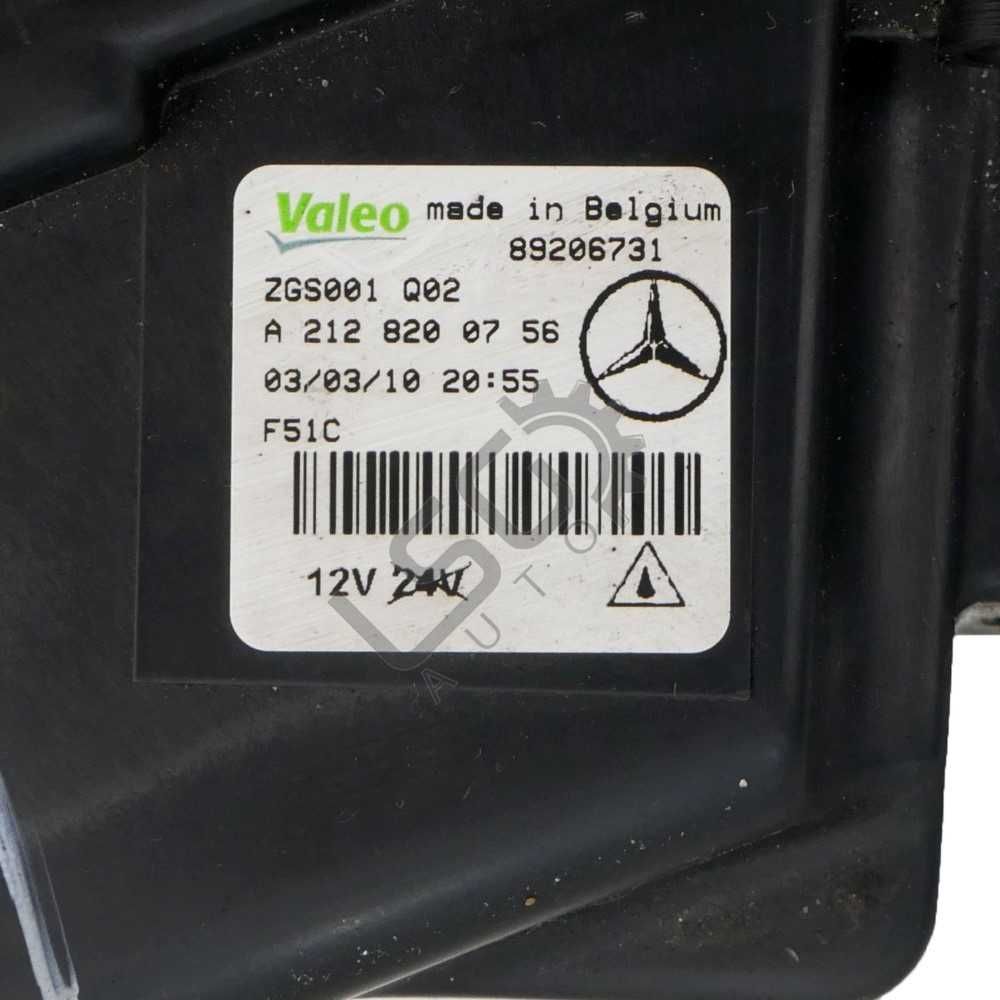 Valeo made in Belgium
89206731
ZGS001 Q02
A 212 820 07 56
03/03/10 20:55
F51C
12V 24V
AUTO